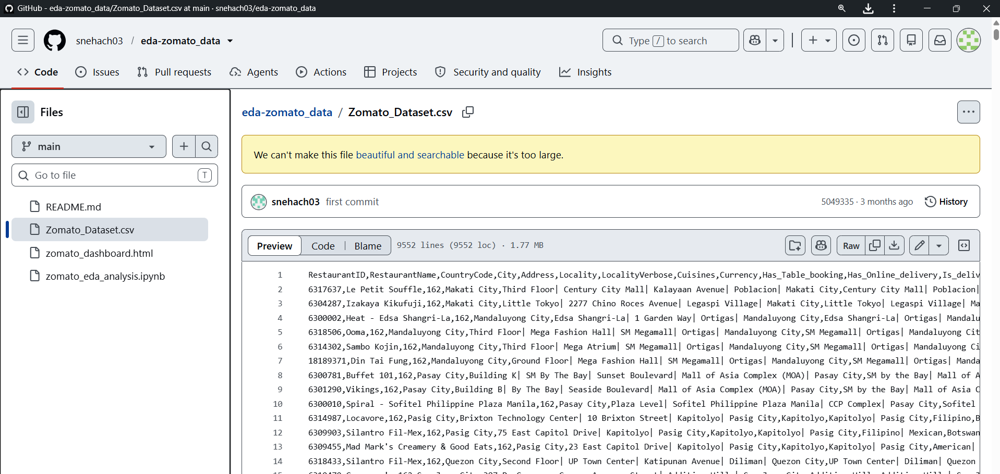 GitHub - eda-zomato_data/Zomato_Dataset.csv at main · snehach03/eda-zomato_data
snehach03 / eda-zomato_data
Type / to search
Code Issues Pull requests Agents Actions Projects Security and quality Insights
Files
eda-zomato_data / Zomato_Dataset.csv
main
We can't make this file beautiful and searchable because it's too large.
Go to file T
snehach03 first commit 5049335 · 3 months ago History
README.md
Zomato_Dataset.csv
zomato_dashboard.html
zomato_eda_analysis.ipynb
Preview Code Blame 9552 lines (9552 loc) · 1.77 MB Raw
1 RestaurantID,RestaurantName,CountryCode,City,Address,Locality,LocalityVerbose,Cuisines,Currency,Has_Table_booking,Has_Online_delivery,Is_deliv
2 6317637,Le Petit Souffle,162,Makati City,Third Floor| Century City Mall| Kalayaan Avenue| Poblacion| Makati City,Century City Mall| Poblacion|
3 6304287,Izakaya Kikufuji,162,Makati City,Little Tokyo| 2277 Chino Roces Avenue| Legaspi Village| Makati City,Little Tokyo| Legaspi Village| Ma
4 6300002,Heat - Edsa Shangri-La,162,Mandaluyong City,Edsa Shangri-La| 1 Garden Way| Ortigas| Mandaluyong City,Edsa Shangri-La| Ortigas| Mandalu
5 6318506,Ooma,162,Mandaluyong City,Third Floor| Mega Fashion Hall| SM Megamall| Ortigas| Mandaluyong City,SM Megamall| Ortigas| Mandaluyong Cit
6 6314302,Sambo Kojin,162,Mandaluyong City,Third Floor| Mega Atrium| SM Megamall| Ortigas| Mandaluyong City,SM Megamall| Ortigas| Mandaluyong Ci
7 18189371,Din Tai Fung,162,Mandaluyong City,Ground Floor| Mega Fashion Hall| SM Megamall| Ortigas| Mandaluyong City,SM Megamall| Ortigas| Manda
8 6300781,Buffet 101,162,Pasay City,Building K| SM By The Bay| Sunset Boulevard| Mall of Asia Complex (MOA)| Pasay City,SM by the Bay| Mall of A
9 6301290,Vikings,162,Pasay City,Building B| By The Bay| Seaside Boulevard| Mall of Asia Complex (MOA)| Pasay City,SM by the Bay| Mall of Asia C
10 6300010,Spiral - Sofitel Philippine Plaza Manila,162,Pasay City,Plaza Level| Sofitel Philippine Plaza Manila| CCP Complex| Pasay City,Sofitel
11 6314987,Locavore,162,Pasig City,Brixton Technology Center| 10 Brixton Street| Kapitolyo| Pasig City,Kapitolyo,Kapitolyo| Pasig City,Filipino,B
12 6309903,Silantro Fil-Mex,162,Pasig City,75 East Capitol Drive| Kapitolyo| Pasig City,Kapitolyo,Kapitolyo| Pasig City,Filipino| Mexican,Botswan
13 6309455,Mad Mark's Creamery & Good Eats,162,Pasig City,23 East Capitol Drive| Kapitolyo| Pasig City,Kapitolyo,Kapitolyo| Pasig City,American|
14 6318433,Silantro Fil-Mex,162,Quezon City,Second Floor| UP Town Center| Katipunan Avenue| Diliman| Quezon City,UP Town Center| Diliman| Quezon